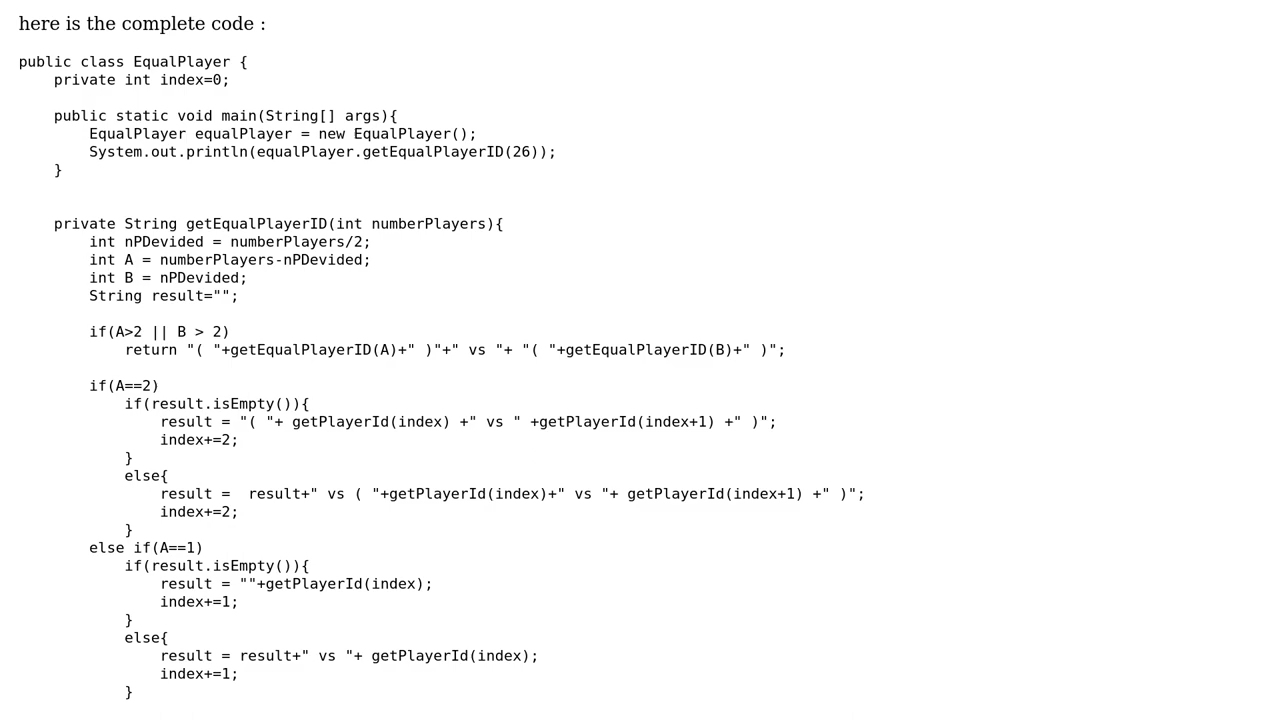 here is the complete code :
public class EqualPlayer {
    private int index=0;
    public static void main(String[] args){
        EqualPlayer equalPlayer = new EqualPlayer();
        System.out.println(equalPlayer.getEqualPlayerID(26));
    }
    private String getEqualPlayerID(int numberPlayers){
        int nPDevided = numberPlayers/2;
        int A = numberPlayers-nPDevided;
        int B = nPDevided;
        String result="";
        if(A>2 || B > 2)
            return "( "+getEqualPlayerID(A)+" )"+" vs "+ "( "+getEqualPlayerID(B)+" )";
        if(A==2)
            if(result.isEmpty()){
                result = "( "+ getPlayerId(index) +" vs " +getPlayerId(index+1) +" )";
                index+=2;
            }
            else{
                result =  result+" vs ( "+getPlayerId(index)+" vs "+ getPlayerId(index+1) +" )";
                index+=2;
            }
        else if(A==1)
            if(result.isEmpty()){
                result = ""+getPlayerId(index);
                index+=1;
            }
            else{
                result = result+" vs "+ getPlayerId(index);
                index+=1;
            }